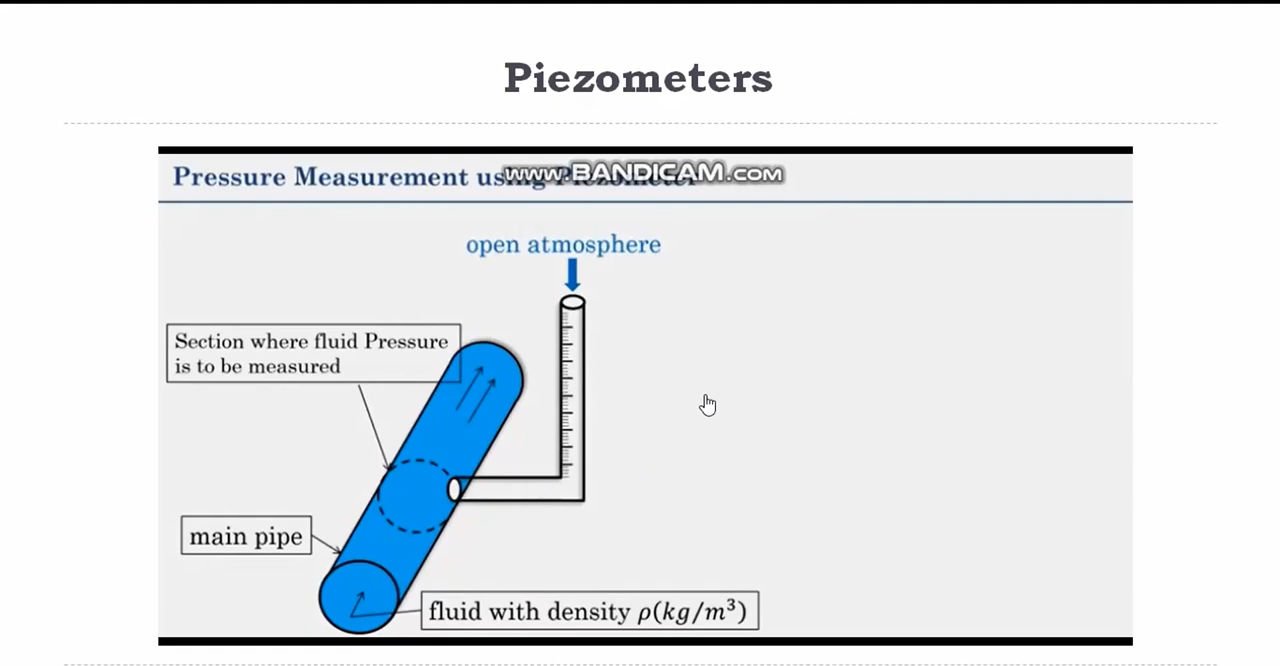 Piezometers
Pressure Measurement using Piezometer
www.BANDICAM.com
open atmosphere
Section where fluid Pressure
is to be measured
main pipe
fluid with density ρ(kg/m³)